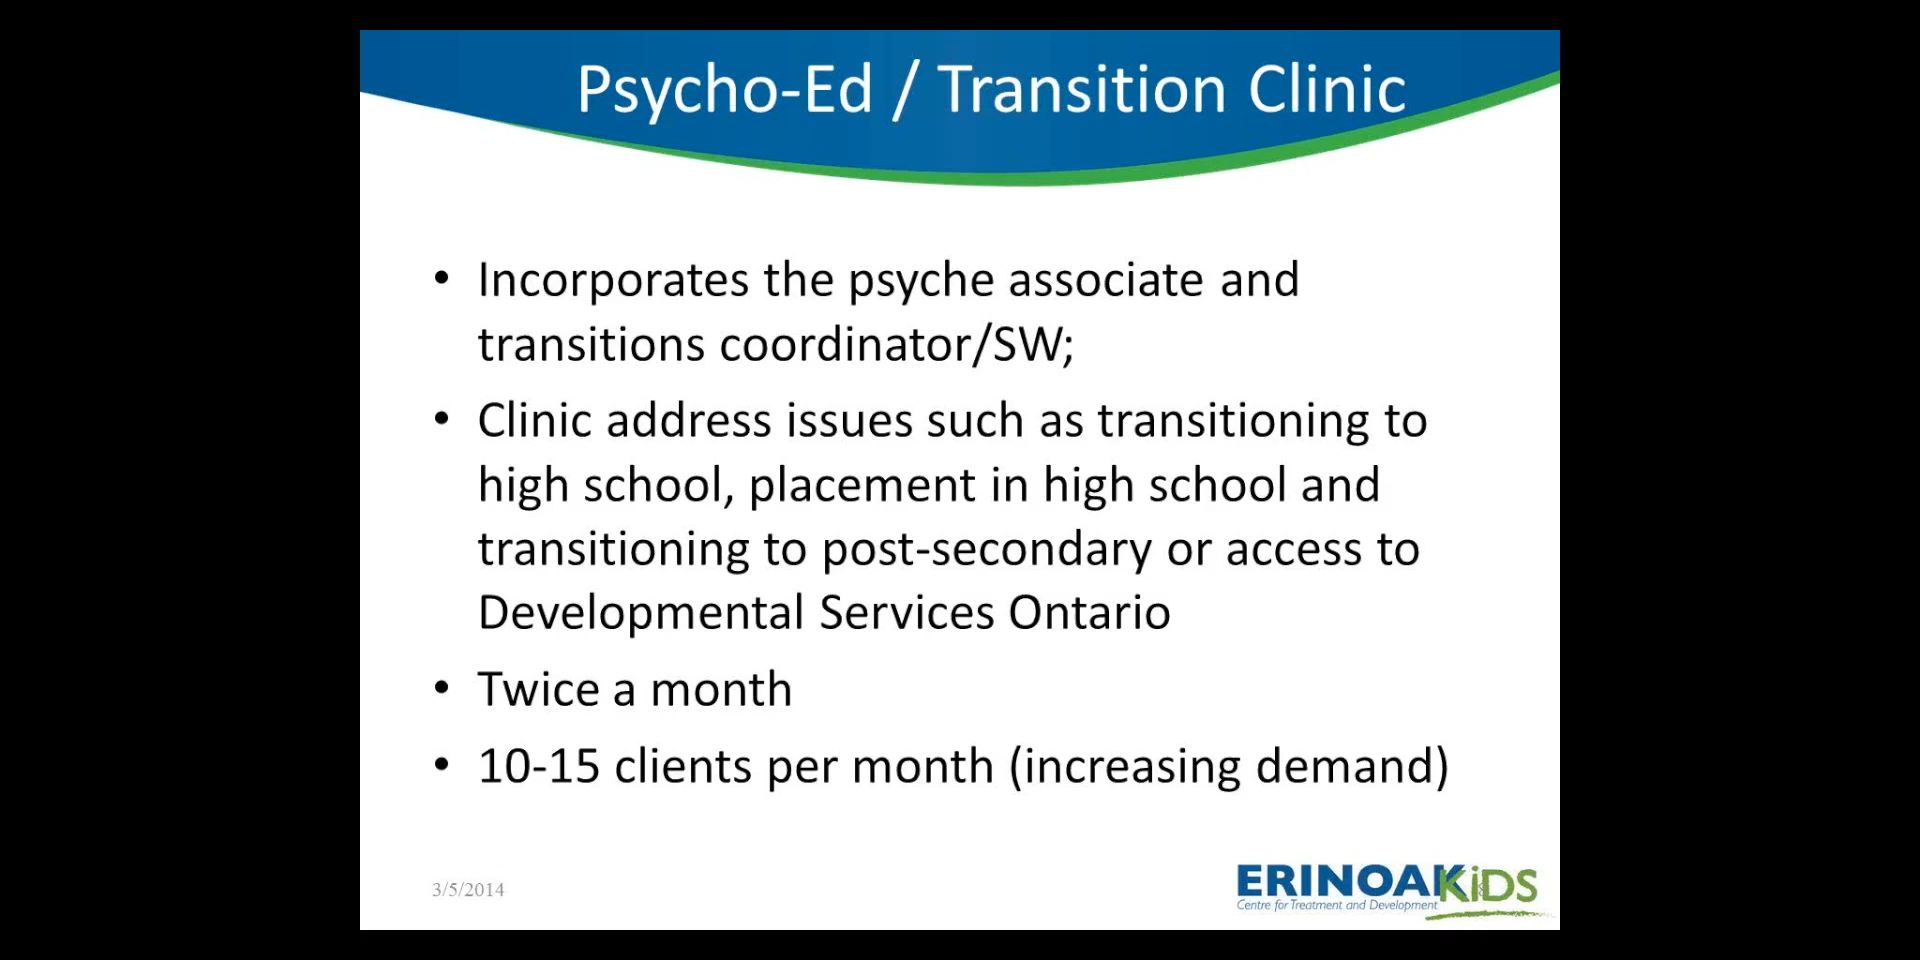 Psycho-Ed / Transition Clinic
• Incorporates the psyche associate and
transitions coordinator/SW;
• Clinic address issues such as transitioning to
high school, placement in high school and
transitioning to post-secondary or access to
Developmental Services Ontario
• Twice a month
• 10-15 clients per month (increasing demand)
3/5/2014
ERINOAKKiDS
Centre for Treatment and Development